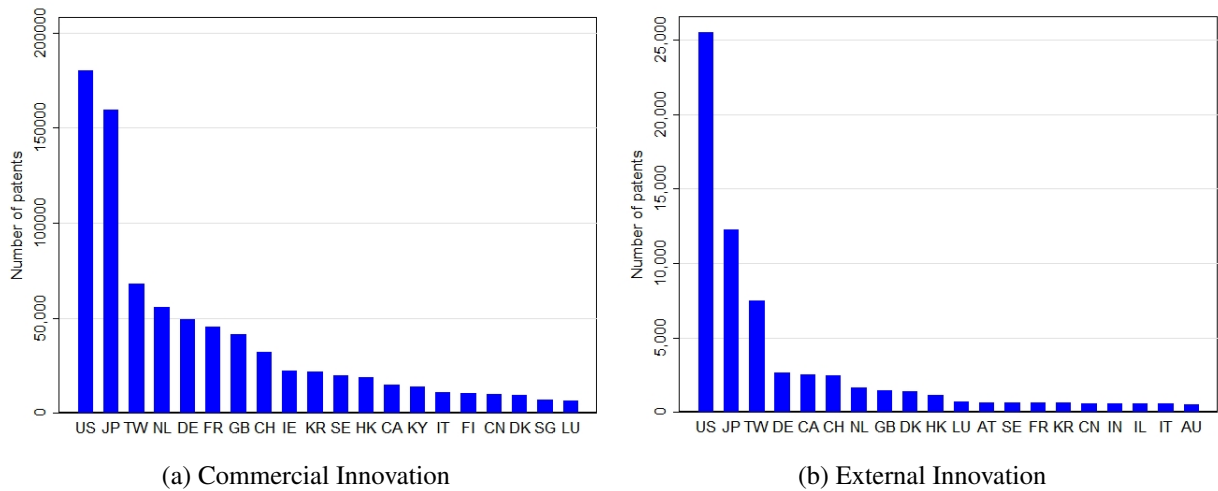 Number of patents
200000
150000
100000
50,000
0
US JP TW NL DE FR GB CH IE KR SE HK CA KY IT FI CN DK SG LU
(a) Commercial Innovation
Number of patents
25,000
20,000
15,000
10,000
5,000
0
US JP TW DE CA CH NL GB DK HK LU AT SE FR KR CN IN IL IT AU
(b) External Innovation